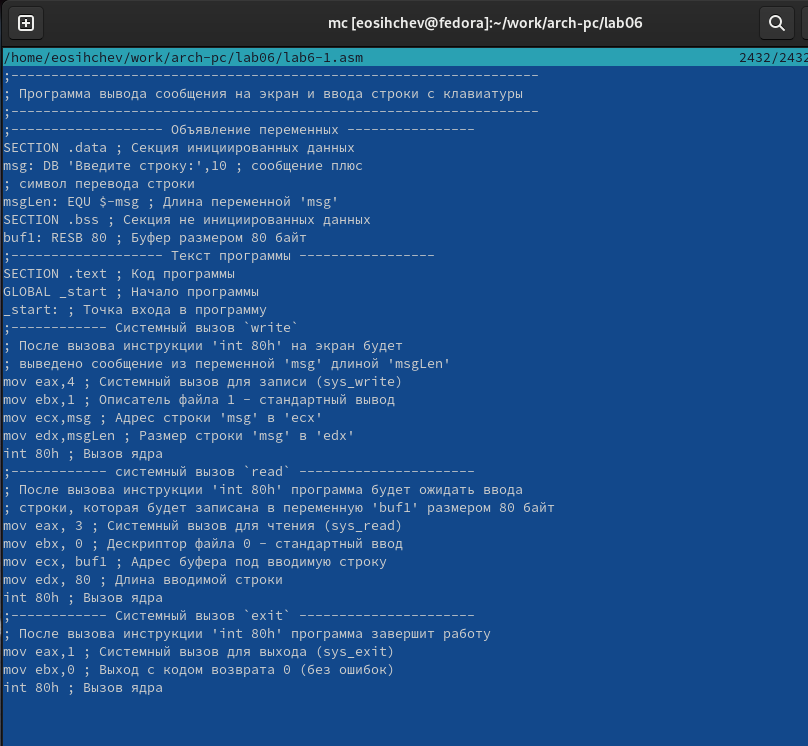 mc [eosihchev@fedora]:~/work/arch-pc/lab06
/home/eosihchev/work/arch-pc/lab06/lab6-1.asm 2432/2432
;------------------------------------------------------------------
; Программа вывода сообщения на экран и ввода строки с клавиатуры
;------------------------------------------------------------------
;------------------- Объявление переменных ----------------
SECTION .data ; Секция инициированных данных
msg: DB 'Введите строку:',10 ; сообщение плюс
; символ перевода строки
msgLen: EQU $-msg ; Длина переменной 'msg'
SECTION .bss ; Секция не инициированных данных
buf1: RESB 80 ; Буфер размером 80 байт
;------------------- Текст программы -----------------
SECTION .text ; Код программы
GLOBAL _start ; Начало программы
_start: ; Точка входа в программу
;------------ Системный вызов `write`
; После вызова инструкции 'int 80h' на экран будет
; выведено сообщение из переменной 'msg' длиной 'msgLen'
mov eax,4 ; Системный вызов для записи (sys_write)
mov ebx,1 ; Описатель файла 1 - стандартный вывод
mov ecx,msg ; Адрес строки 'msg' в 'ecx'
mov edx,msgLen ; Размер строки 'msg' в 'edx'
int 80h ; Вызов ядра
;------------ системный вызов `read` ----------------------
; После вызова инструкции 'int 80h' программа будет ожидать ввода
; строки, которая будет записана в переменную 'buf1' размером 80 байт
mov eax, 3 ; Системный вызов для чтения (sys_read)
mov ebx, 0 ; Дескриптор файла 0 - стандартный ввод
mov ecx, buf1 ; Адрес буфера под вводимую строку
mov edx, 80 ; Длина вводимой строки
int 80h ; Вызов ядра
;------------ Системный вызов `exit` ----------------------
; После вызова инструкции 'int 80h' программа завершит работу
mov eax,1 ; Системный вызов для выхода (sys_exit)
mov ebx,0 ; Выход с кодом возврата 0 (без ошибок)
int 80h ; Вызов ядра